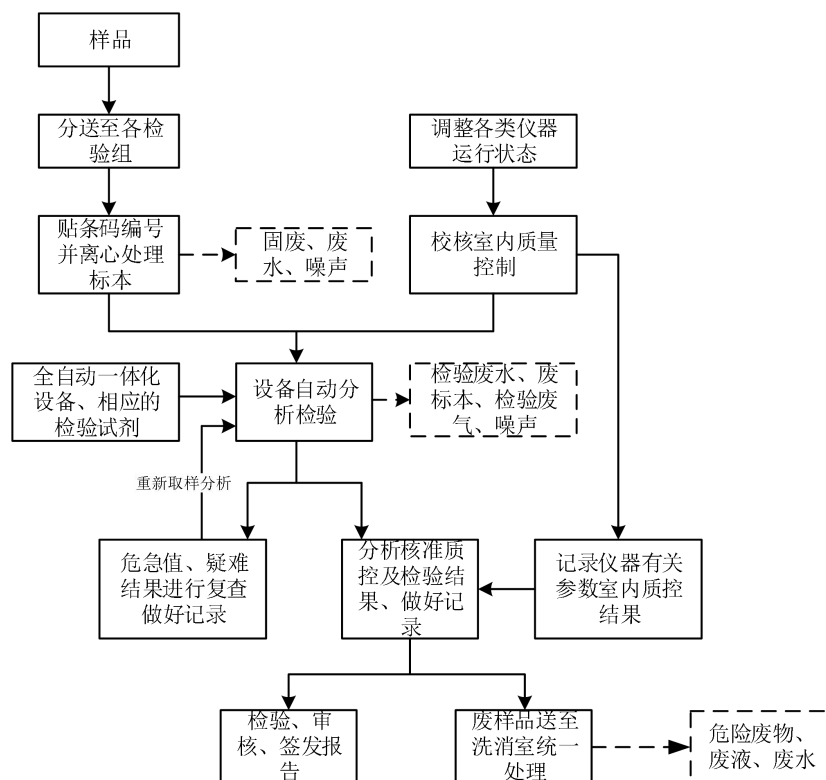 样品
分送至各检
验组
调整各类仪器
运行状态
贴条码编号
并离心处理
标本
固废、废
水、噪声
校核室内质量
控制
全自动一体化
设备、相应的
检验试剂
设备自动分
析检验
检验废水、废
标本、检验废
气、噪声
重新取样分析
危急值、疑难
结果进行复查
做好记录
分析核准质
控及检验结
果、做好记
录
记录仪器有关
参数室内质控
结果
检验、审
核、签发报
告
废样品送至
洗消室统一
处理
危险废物、
废液、废水